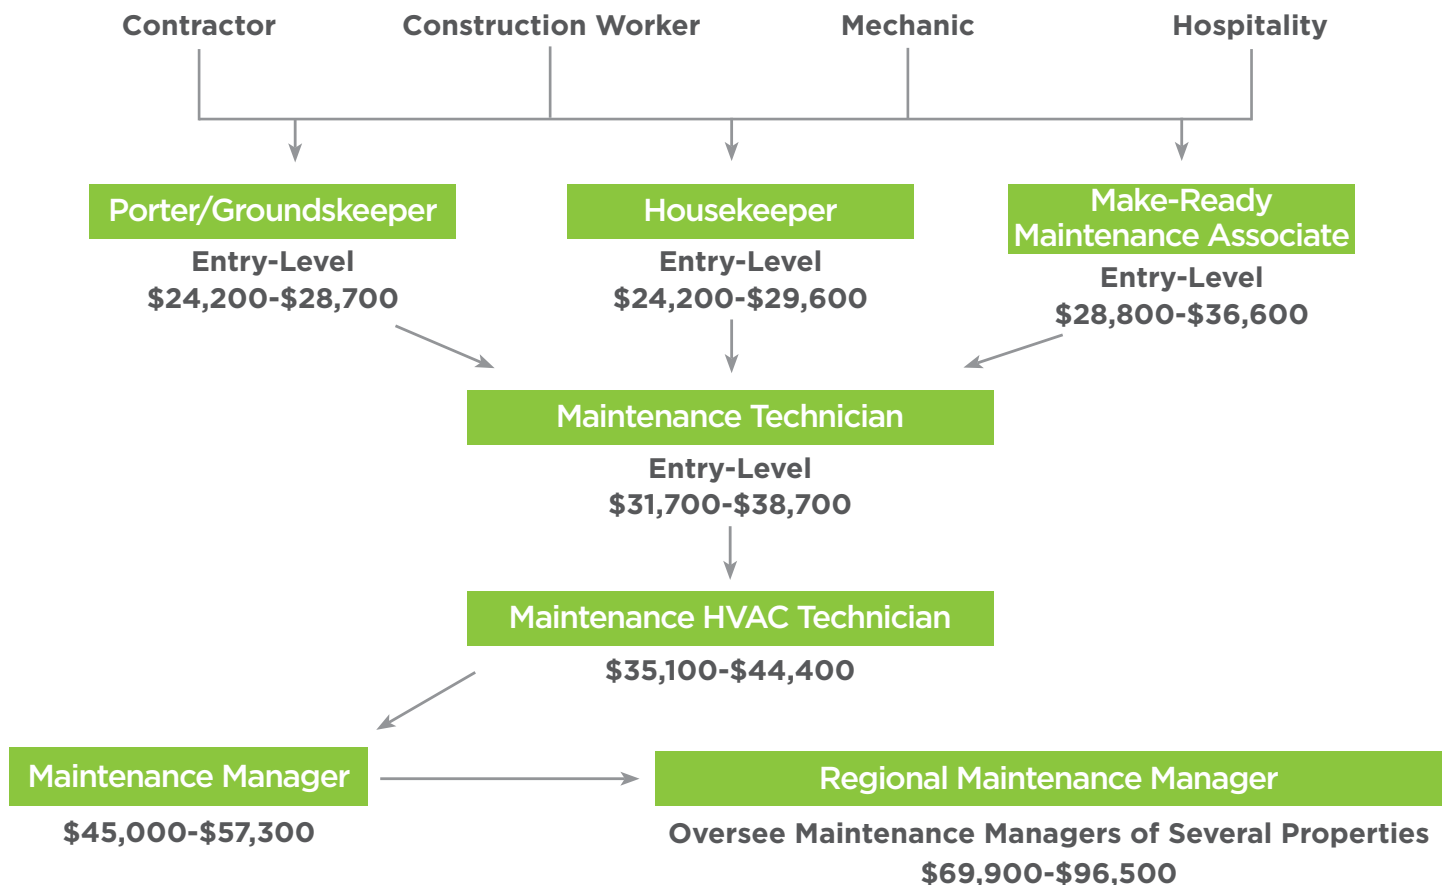 Contractor
Construction Worker
Mechanic
Hospitality
Porter/Groundskeeper
Entry-Level
$24,200-$28,700
Housekeeper
Entry-Level
$24,200-$29,600
Make-Ready
Maintenance Associate
Entry-Level
$28,800-$36,600
Maintenance Technician
Entry-Level
$31,700-$38,700
Maintenance HVAC Technician
$35,100-$44,400
Maintenance Manager
$45,000-$57,300
Regional Maintenance Manager
Oversee Maintenance Managers of Several Properties
$69,900-$96,500